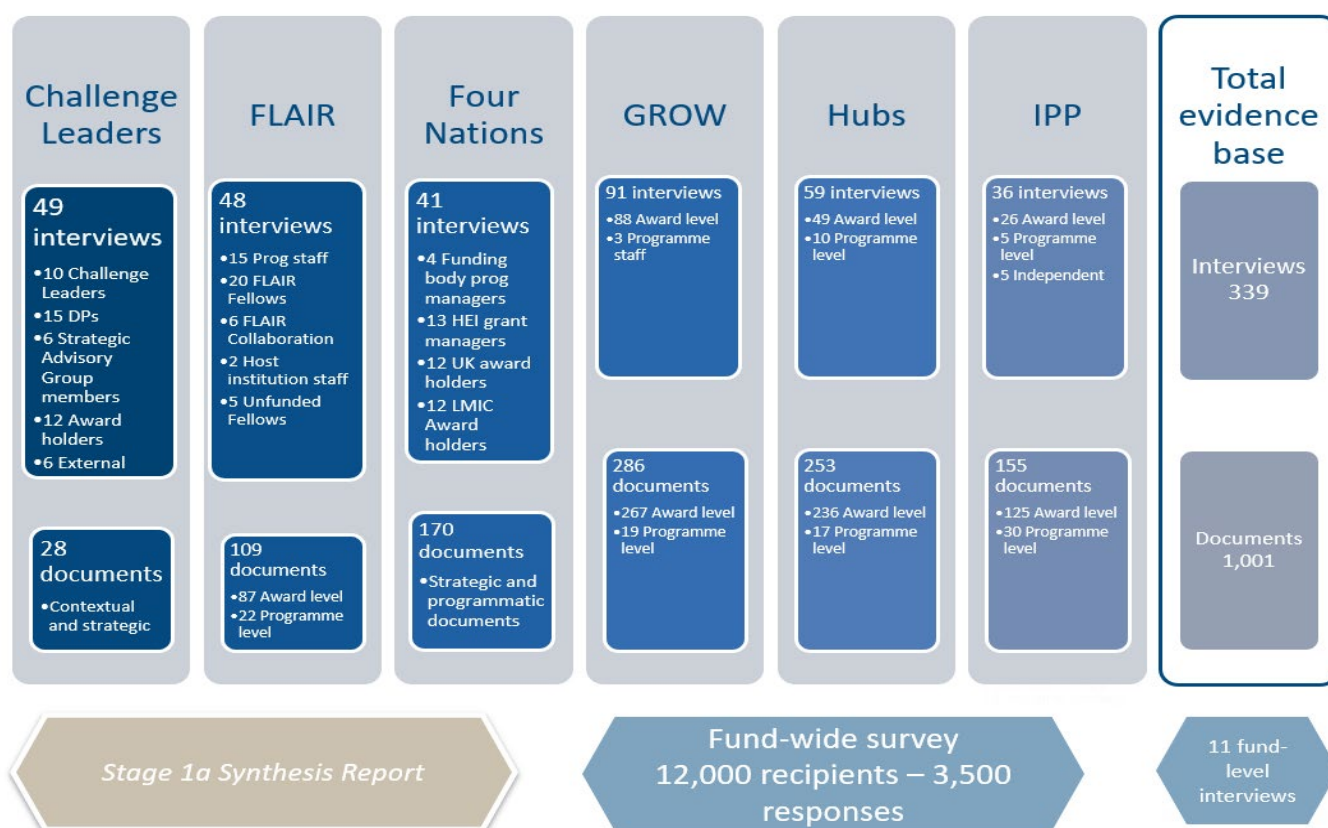 Challenge
Leaders
49
interviews
•10 Challenge
Leaders
•15 DPs
•6 Strategic
Advisory
Group
members
•12 Award
holders
•6 External
28
documents
•Contextual
and strategic
FLAIR
48
interviews
•15 Prog staff
•20 FLAIR
Fellows
•6 FLAIR
Collaboration
•2 Host
institution staff
•5 Unfunded
Fellows
109
documents
•87 Award level
•22 Programme
level
Four
Nations
41
interviews
•4 Funding
body prog
managers
•13 HEI grant
managers
•12 UK award
holders
•12 LMIC
Award
holders
170
documents
•Strategic and
programmatic
documents
GROW
91 interviews
•88 Award level
•3 Programme
staff
286
documents
•267 Award level
•19 Programme
level
Hubs
59 interviews
•49 Award level
•10 Programme
level
253
documents
•236 Award level
•17 Programme
level
IPP
36 interviews
•26 Award level
•5 Programme
level
•5 Independent
155
documents
•125 Award level
•30 Programme
level
Total
evidence
base
Interviews
339
Documents
1,001
Stage 1a Synthesis Report
Fund-wide survey
12,000 recipients – 3,500
responses
11 fund-
level
interviews